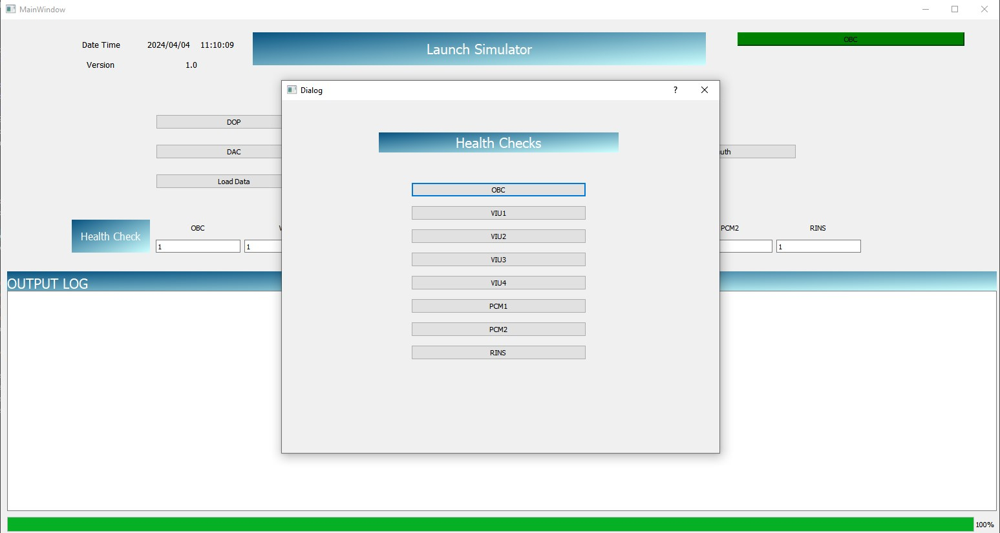 MainWindow
Date Time 2024/04/04 11:10:09
Launch Simulator
OBC
Version 1.0
Dialog
?
DOP
Health Checks
DAC
Load Data
OBC
VIU1
VIU2
VIU3
VIU4
PCM1
PCM2
RINS
Health Check
OBC
PCM2
RINS
1
1
1
OUTPUT LOG
100%